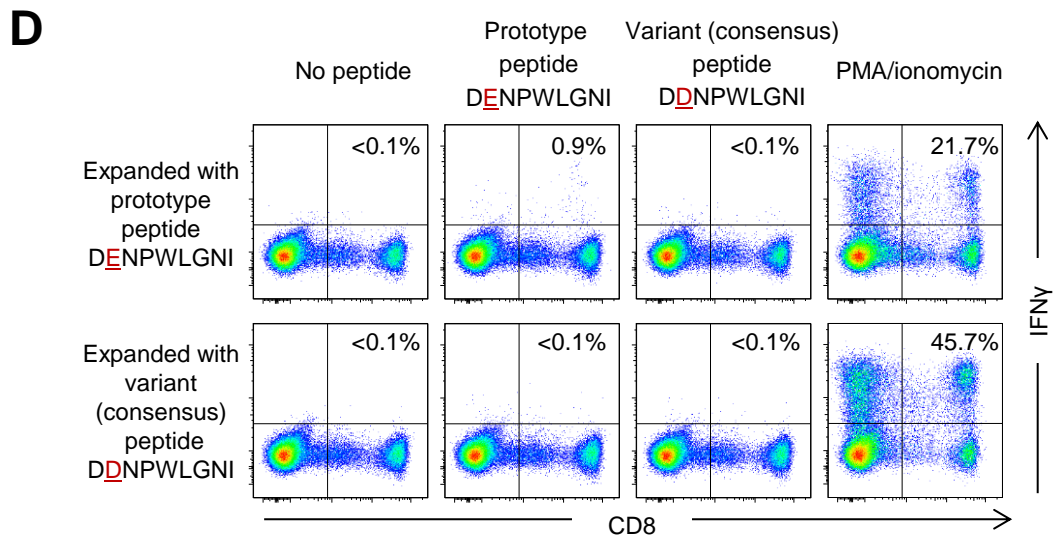 D
No peptide
Prototype
peptide
DENPWLGNI
Variant (consensus)
peptide
DDNPWLGNI
PMA/ionomycin
Expanded with
prototype
peptide
DENPWLGNI
<0.1%
0.9%
<0.1%
21.7%
Expanded with
variant
(consensus)
peptide
DDNPWLGNI
<0.1%
<0.1%
<0.1%
45.7%
IFNγ
CD8